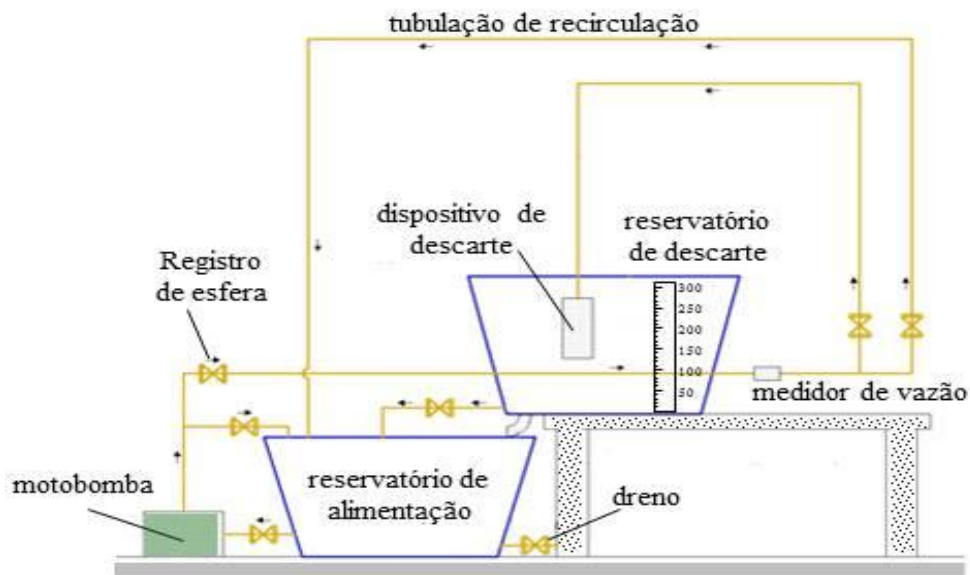 tubulação de recirculação
dispositivo de
descarte
reservatório
de descarte
Registro
de esfera
300
250
200
150
100
50
medidor de vazão
motobomba
reservatório de
alimentação
dreno